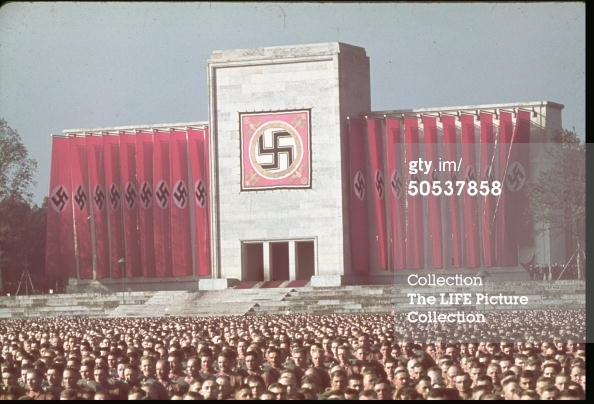 gty.im/
50537858
Collection
The LIFE Picture
Collection